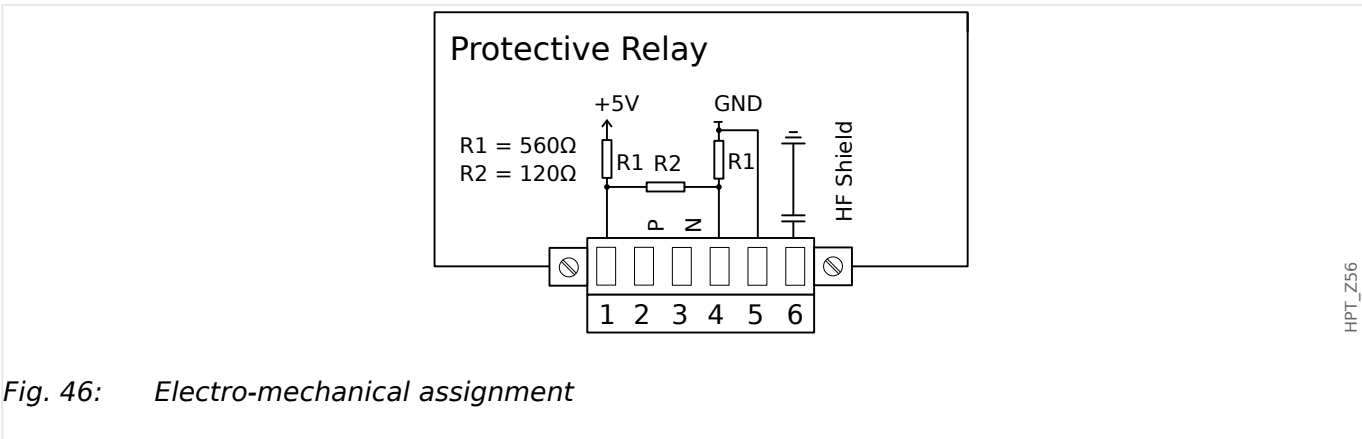 Protective Relay
+5V GND
R1 = 560Ω
R2 = 120Ω
R1 R2 R1
HF Shield
P N
1 2 3 4 5 6
HPT_Z56
Fig. 46: Electro-mechanical assignment